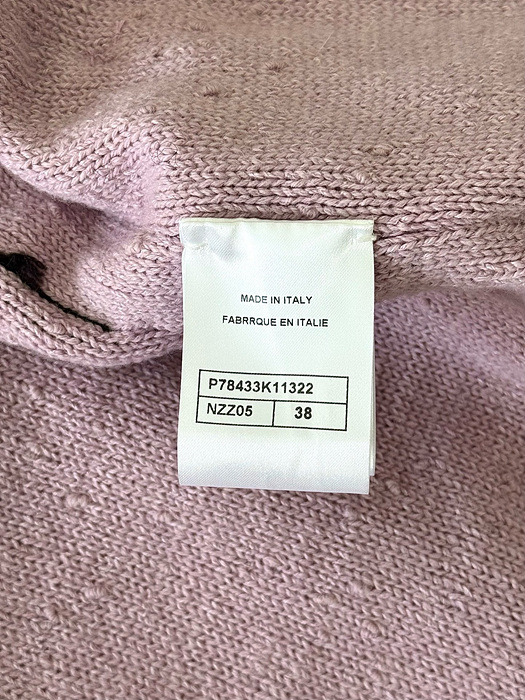 MADE IN ITALY
FABRRQUE EN ITALIE
P78433K11322
NZZ05 38